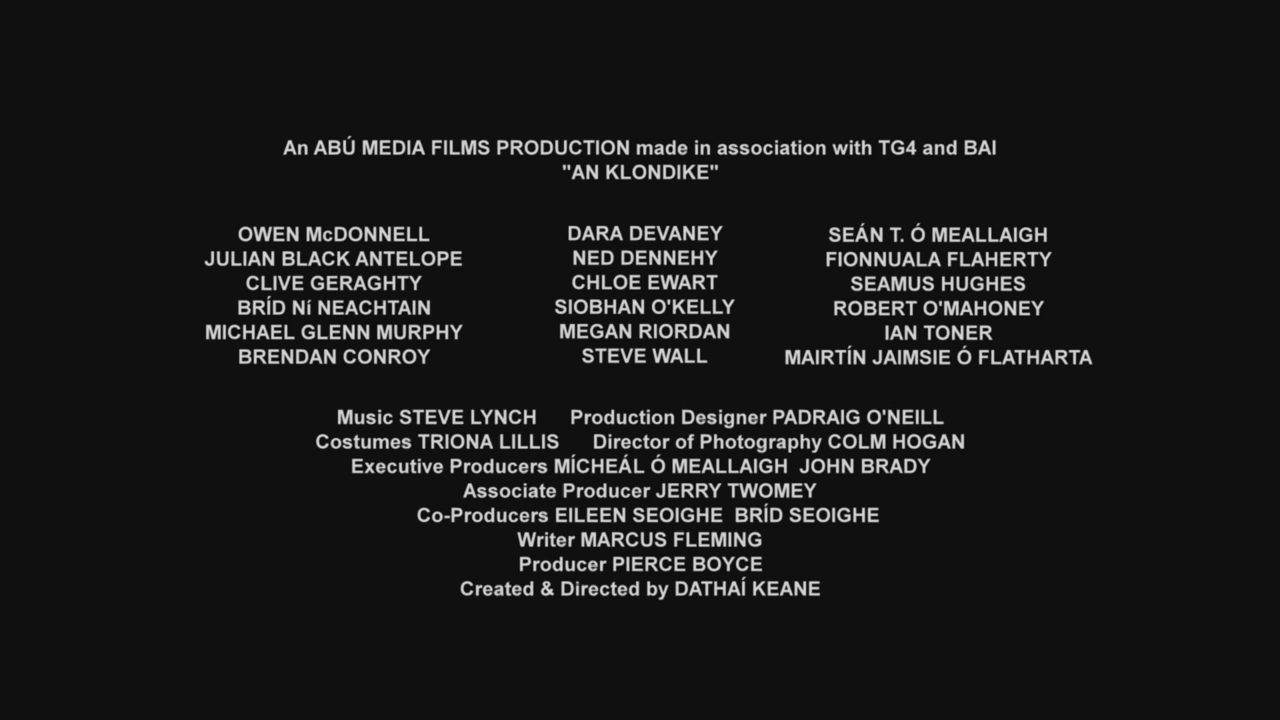 An ABÚ MEDIA FILMS PRODUCTION made in association with TG4 and BAI
"AN KLONDIKE"
OWEN McDONNELL DARA DEVANEY SEÁN T. Ó MEALLAIGH
JULIAN BLACK ANTELOPE NED DENNEHY FIONNUALA FLAHERTY
CLIVE GERAGHTY CHLOE EWART SEAMUS HUGHES
BRÍD Ní NEACHTAIN SIOBHAN O'KELLY ROBERT O'MAHONEY
MICHAEL GLENN MURPHY MEGAN RIORDAN IAN TONER
BRENDAN CONROY STEVE WALL MAIRTÍN JAIMSIE Ó FLATHARTA
Music STEVE LYNCH Production Designer PADRAIG O'NEILL
Costumes TRIONA LILLIS Director of Photography COLM HOGAN
Executive Producers MÍCHEÁL Ó MEALLAIGH JOHN BRADY
Associate Producer JERRY TWOMEY
Co-Producers EILEEN SEOIGHE BRÍD SEOIGHE
Writer MARCUS FLEMING
Producer PIERCE BOYCE
Created & Directed by DATHAÍ KEANE